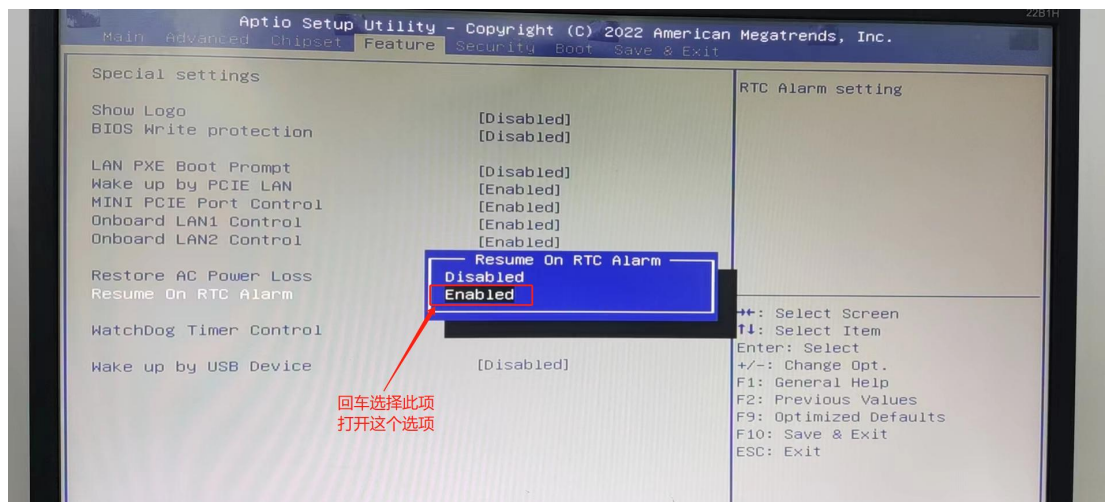 22B1H
Aptio Setup Utility - Copyright (C) 2022 American Megatrends, Inc.
Main Advanced Chipset Feature Security Boot Save & Exit
Special settings
RTC Alarm setting
Show Logo [Disabled]
BIOS Write protection [Disabled]
LAN PXE Boot Prompt [Disabled]
Wake up by PCIE LAN [Enabled]
MINI PCIE Port Control [Enabled]
Onboard LAN1 Control [Enabled]
Onboard LAN2 Control [Enabled]
Resume On RTC Alarm
Restore AC Power Loss Disabled
Resume On RTC Alarm Enabled
WatchDog Timer Control
Wake up by USB Device [Disabled]
回车选择此项
打开这个选项
→←: Select Screen
↑↓: Select Item
Enter: Select
+/-: Change Opt.
F1: General Help
F2: Previous Values
F9: Optimized Defaults
F10: Save & Exit
ESC: Exit